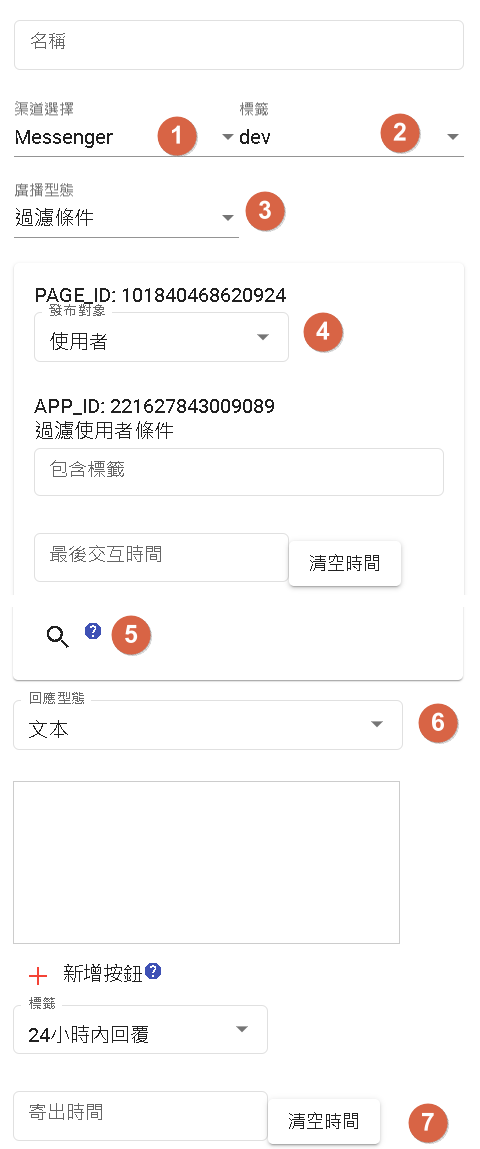 名稱
渠道選擇 標籤
Messenger 1 dev 2
廣播型態
過濾條件 3
PAGE_ID: 101840468620924
發布對象
使用者 4
APP_ID: 221627843009089
過濾使用者條件
包含標籤
最後交互時間 清空時間
? 5
回應型態
文本 6
+ 新增按鈕 ?
標籤
24小時內回覆
寄出時間 清空時間 7